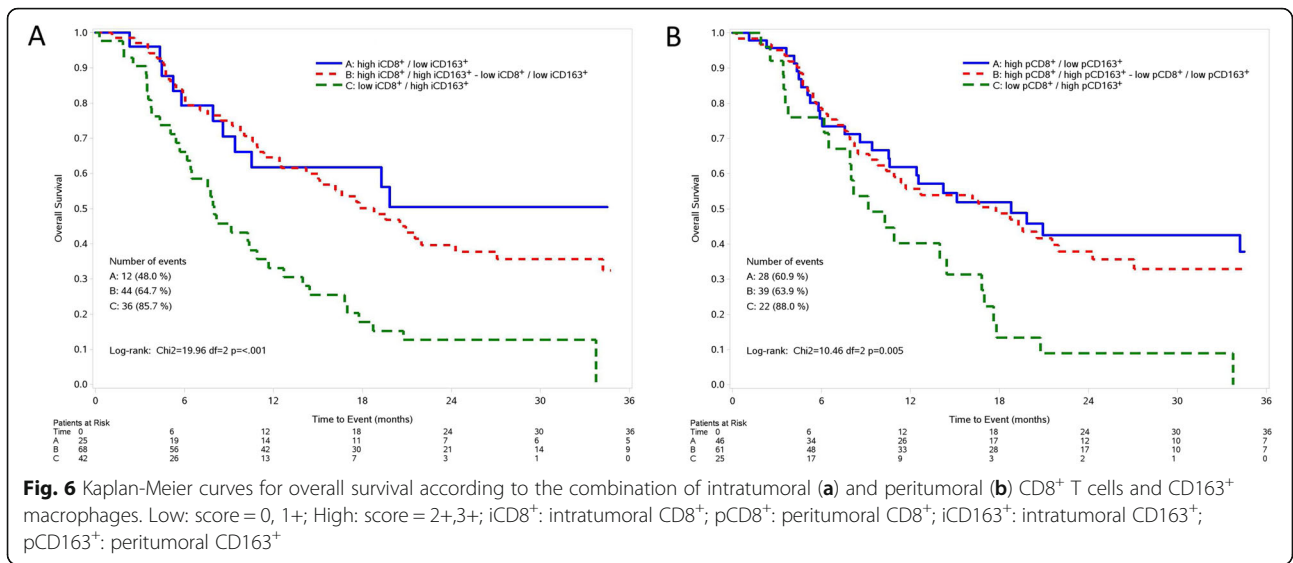 A
1.0
0.9
0.8
0.7
0.6
0.5
0.4
0.3
0.2
0.1
0.0
Overall Survival
A: high iCD8⁺ / low iCD163⁺
B: high iCD8⁺ / high iCD163⁺ - low iCD8⁺ / low iCD163⁺
C: low iCD8⁺ / high iCD163⁺
Number of events
A: 12 (48.0 %)
B: 44 (64.7 %)
C: 36 (85.7 %)
Log-rank: Chi2=19.96 df=2 p=<.001
0 6 12 18 24 30 36
Time to Event (months)
Patients at Risk
Time 0 6 12 18 24 30 36
A 25 19 14 11 7 6 5
B 68 56 42 30 21 14 9
C 42 26 13 7 3 1 0
B
1.0
0.9
0.8
0.7
0.6
0.5
0.4
0.3
0.2
0.1
0.0
Overall Survival
A: high pCD8⁺ / low pCD163⁺
B: high pCD8⁺ / high pCD163⁺ - low pCD8⁺ / low pCD163⁺
C: low pCD8⁺ / high pCD163⁺
Number of events
A: 28 (60.9 %)
B: 39 (63.9 %)
C: 22 (88.0 %)
Log-rank: Chi2=10.46 df=2 p=0.005
0 6 12 18 24 30 36
Time to Event (months)
Patients at Risk
Time 0 6 12 18 24 30 36
A 46 34 26 17 12 10 7
B 61 48 33 28 17 10 7
C 25 17 9 3 2 1 0
Fig. 6 Kaplan-Meier curves for overall survival according to the combination of intratumoral (a) and peritumoral (b) CD8⁺ T cells and CD163⁺
macrophages. Low: score = 0, 1+; High: score = 2+,3+; iCD8⁺: intratumoral CD8⁺; pCD8⁺: peritumoral CD8⁺; iCD163⁺: intratumoral CD163⁺;
pCD163⁺: peritumoral CD163⁺